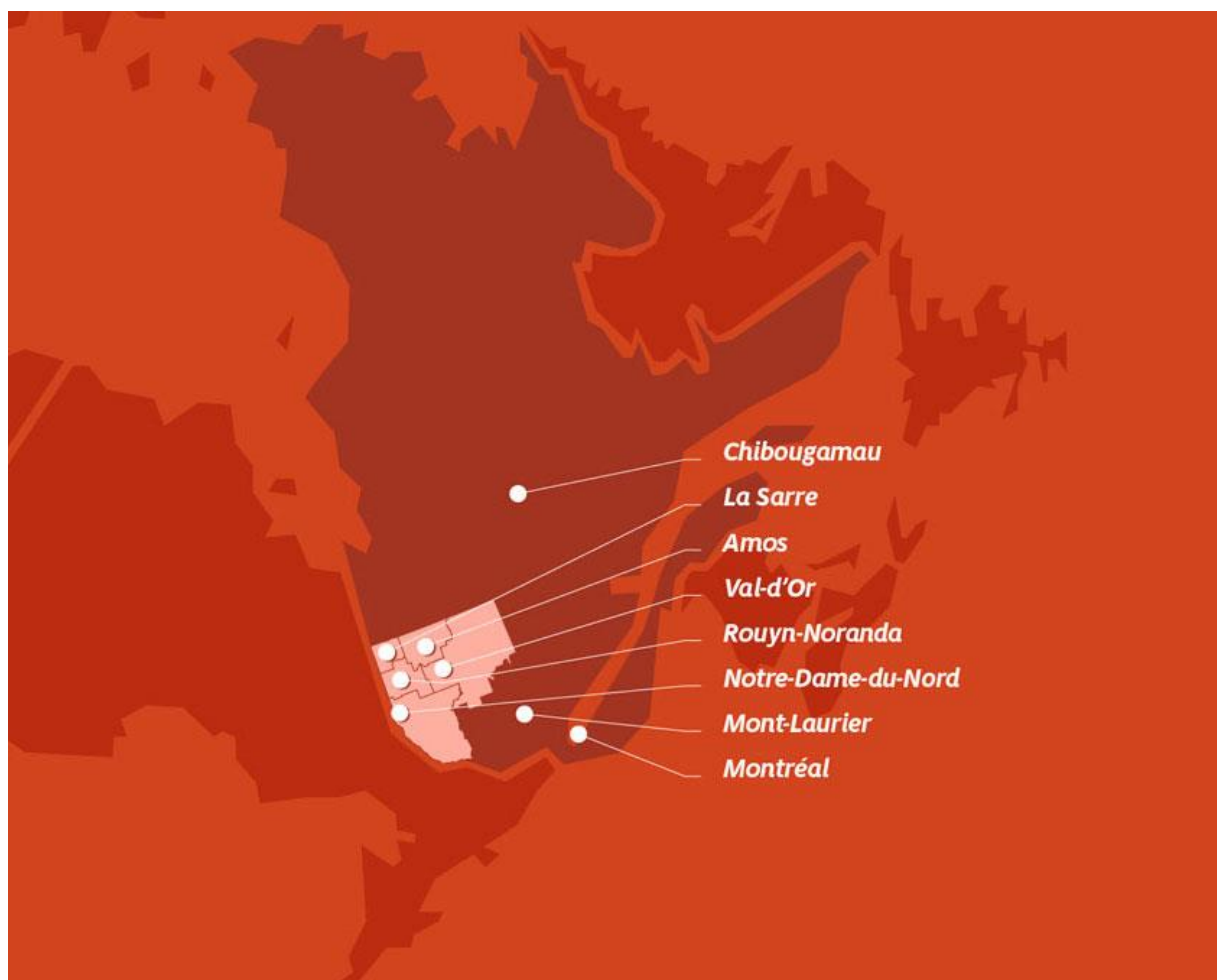 Chibougamau
La Sarre
Amos
Val-d’Or
Rouyn-Noranda
Notre-Dame-du-Nord
Mont-Laurier
Montréal